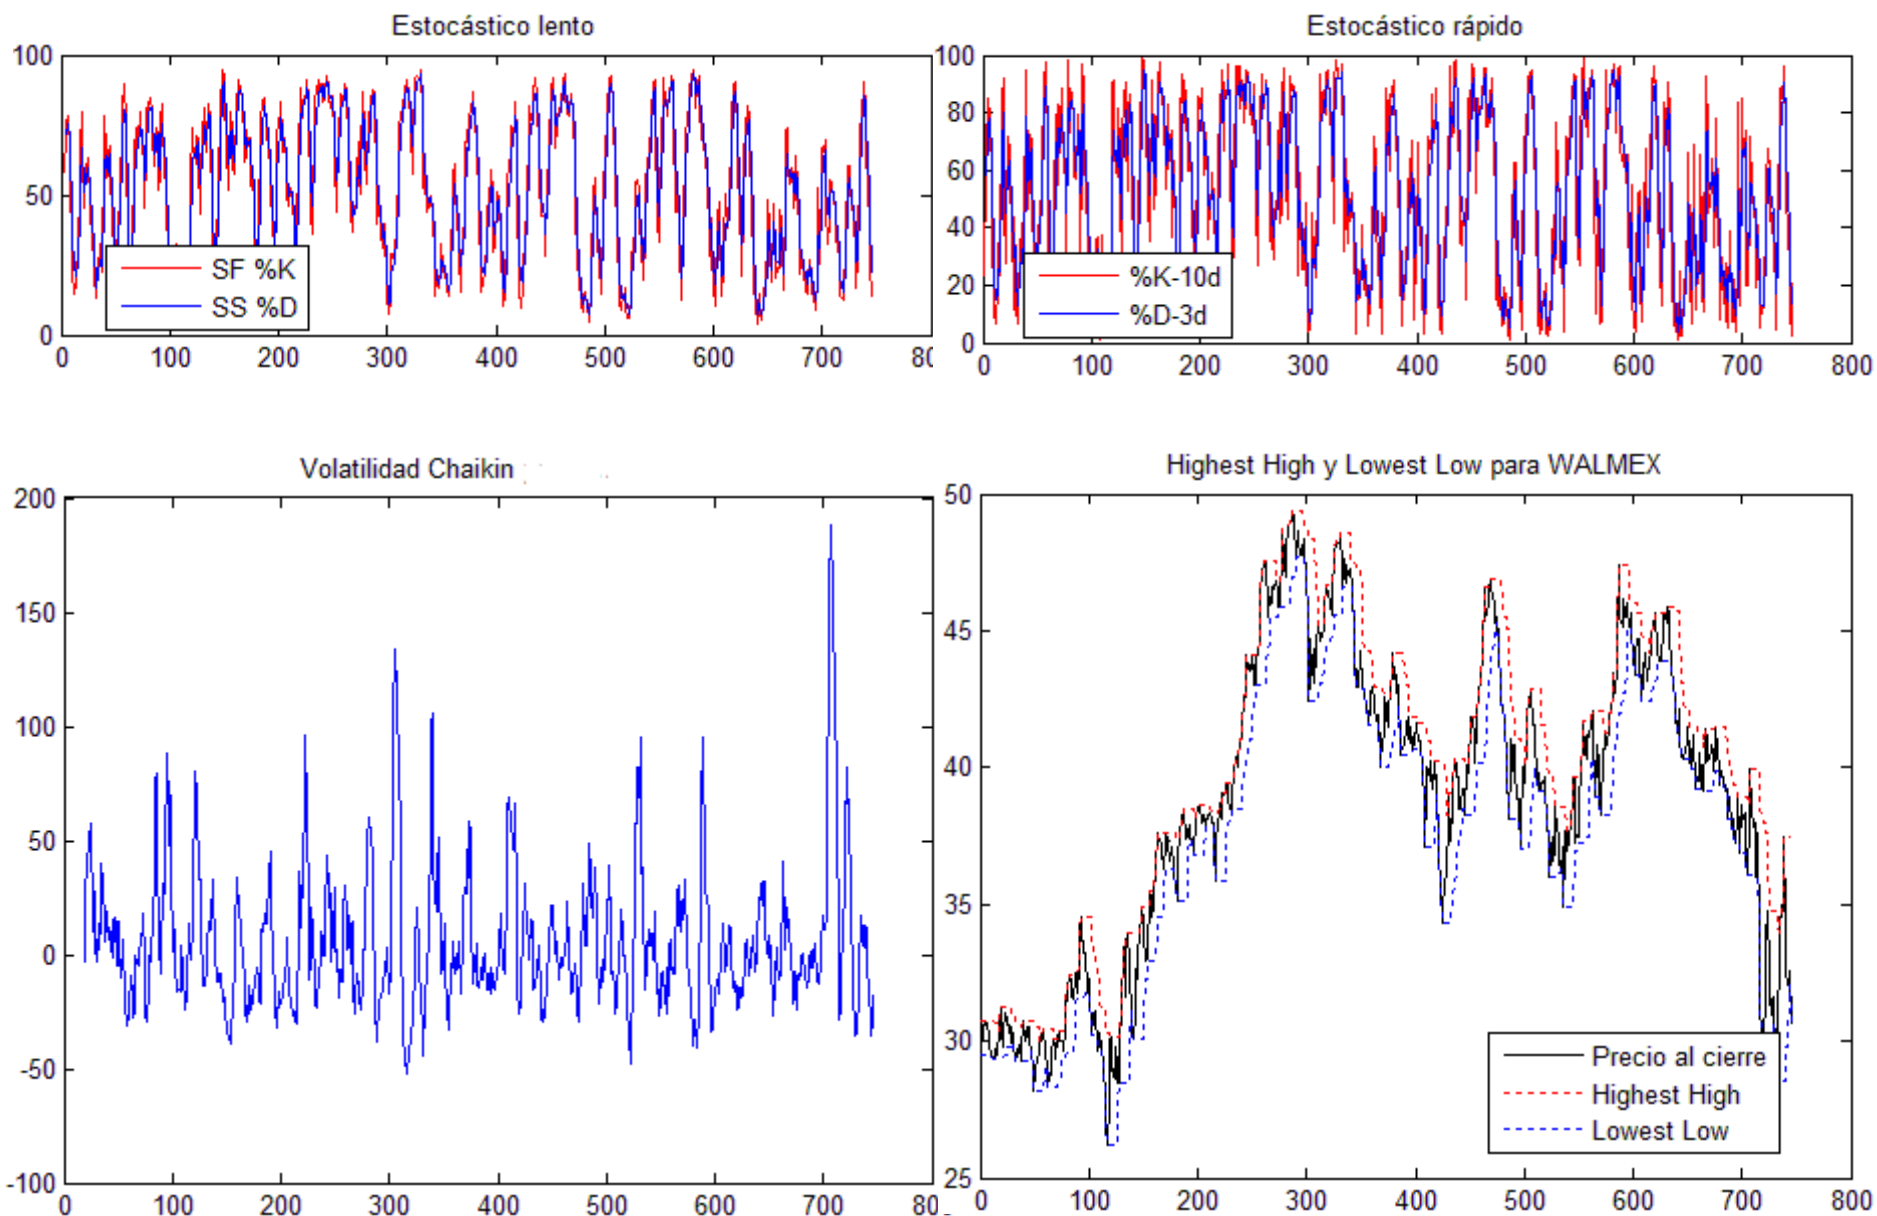 Estocástico lento
100
50
0
SF %K
SS %D
0 100 200 300 400 500 600 700 80
Estocástico rápido
100
80
60
40
20
0
%K-10d
%D-3d
0 100 200 300 400 500 600 700 800
Volatilidad Chaikin
200
150
100
50
0
-50
-100
0 100 200 300 400 500 600 700 80
Highest High y Lowest Low para WALMEX
50
45
40
35
30
25
Precio al cierre
Highest High
Lowest Low
0 100 200 300 400 500 600 700 800